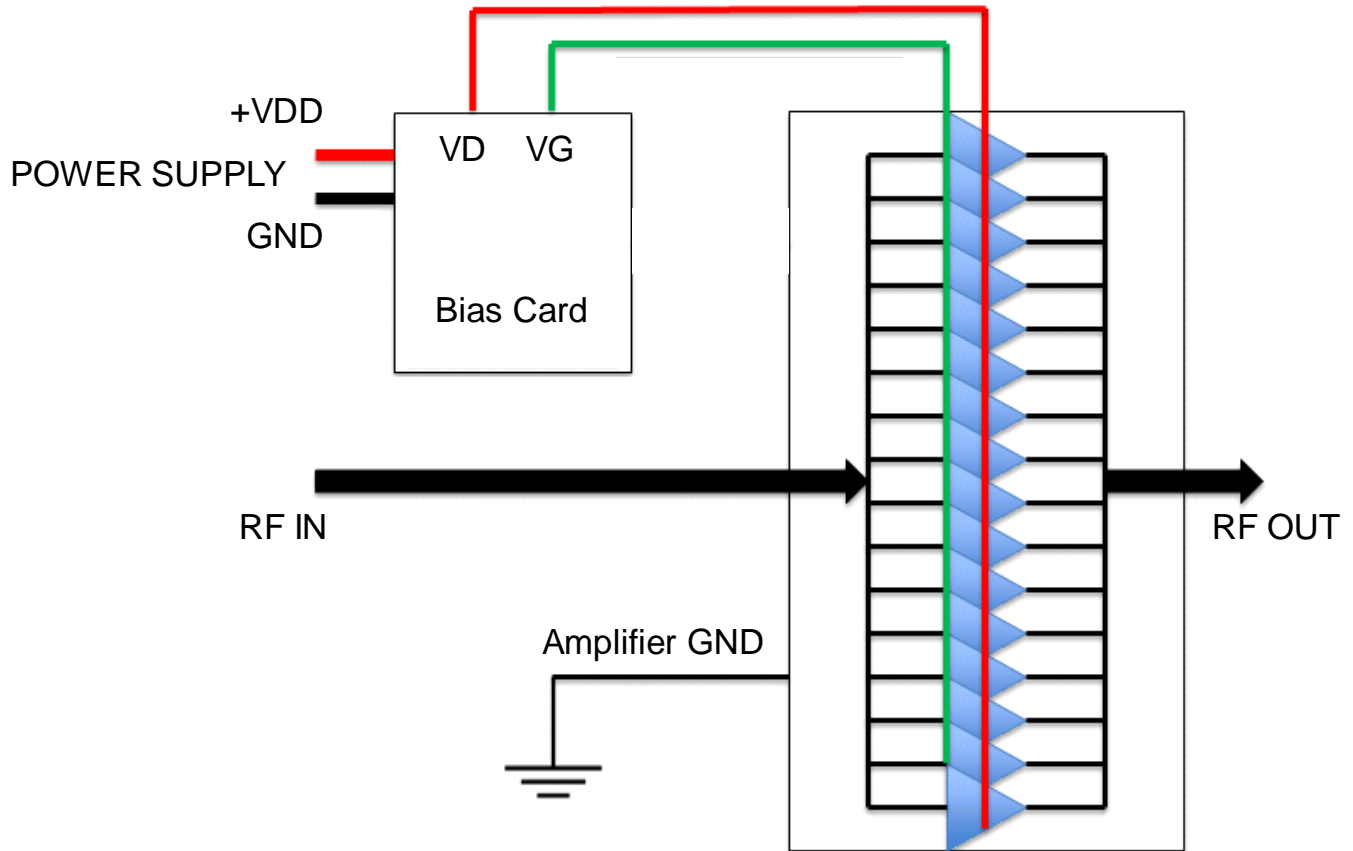 +VDD
POWER SUPPLY
GND
VD VG
Bias Card
RF IN
RF OUT
Amplifier GND